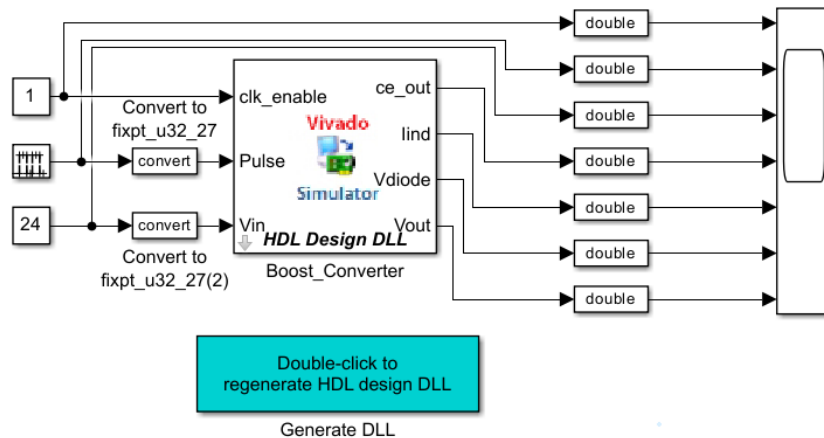 double
double
1
Convert to
fixpt_u32_27
convert
clk_enable
ce_out
double
Vivado
Iind
double
Pulse
Simulator
Vdiode
double
24
convert
Vin
Vout
HDL Design DLL
double
Convert to
fixpt_u32_27(2)
Boost_Converter
double
Double-click to
regenerate HDL design DLL
Generate DLL